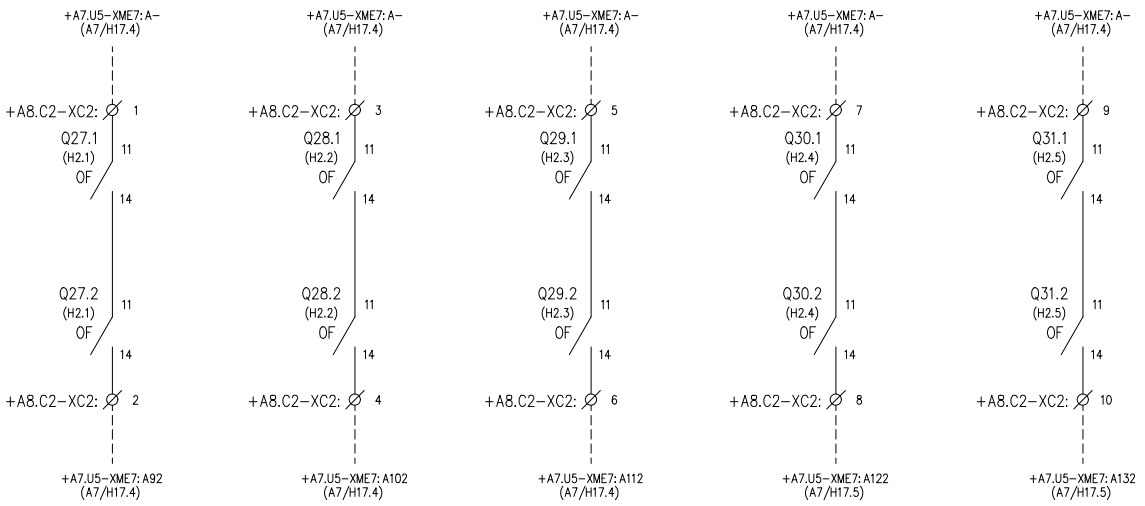 +A7.U5-XME7:A- +A7.U5-XME7:A- +A7.U5-XME7:A- +A7.U5-XME7:A- +A7.U5-XME7:A-
(A7/H17.4) (A7/H17.4) (A7/H17.4) (A7/H17.4) (A7/H17.4)
+A8.C2-XC2: 1 +A8.C2-XC2: 3 +A8.C2-XC2: 5 +A8.C2-XC2: 7 +A8.C2-XC2: 9
Q27.1 11 Q28.1 11 Q29.1 11 Q30.1 11 Q31.1 11
(H2.1) (H2.2) (H2.3) (H2.4) (H2.5)
OF OF OF OF OF
14 14 14 14 14
Q27.2 11 Q28.2 11 Q29.2 11 Q30.2 11 Q31.2 11
(H2.1) (H2.2) (H2.3) (H2.4) (H2.5)
OF OF OF OF OF
14 14 14 14 14
+A8.C2-XC2: 2 +A8.C2-XC2: 4 +A8.C2-XC2: 6 +A8.C2-XC2: 8 +A8.C2-XC2: 10
+A7.U5-XME7:A92 +A7.U5-XME7:A102 +A7.U5-XME7:A112 +A7.U5-XME7:A122 +A7.U5-XME7:A132
(A7/H17.4) (A7/H17.4) (A7/H17.4) (A7/H17.5) (A7/H17.5)